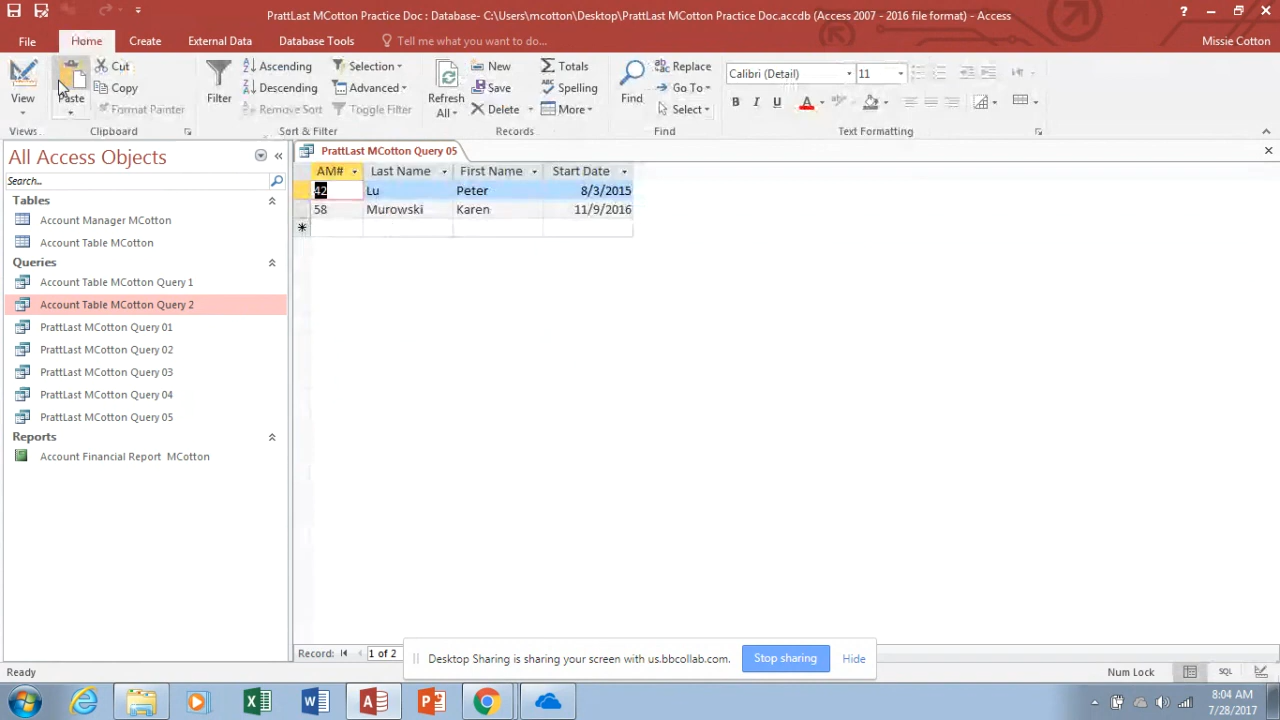 PrattLast MCotton Practice Doc : Database- C:\Users\mcotton\Desktop\PrattLast MCotton Practice Doc.accdb (Access 2007 - 2016 file format) - Access
File Home Create External Data Database Tools Tell me what you want to do... Missie Cotton
View
Views
Paste
Cut
Copy
Format Painter
Clipboard
Filter
Ascending
Descending
Remove Sort
Selection
Advanced
Toggle Filter
Sort & Filter
Refresh
All
New
Save
Delete
Totals
Spelling
More
Records
Find
Replace
Go To
Select
Find
Calibri (Detail) 11
B I U A
Text Formatting
All Access Objects
Search...
Tables
Account Manager MCotton
Account Table MCotton
Queries
Account Table MCotton Query 1
Account Table MCotton Query 2
PrattLast MCotton Query 01
PrattLast MCotton Query 02
PrattLast MCotton Query 03
PrattLast MCotton Query 04
PrattLast MCotton Query 05
Reports
Account Financial Report MCotton
PrattLast MCotton Query 05
AM# Last Name First Name Start Date
42 Lu Peter 8/3/2015
58 Murowski Karen 11/9/2016
Record: 1 of 2
Desktop Sharing is sharing your screen with us.bbcollab.com. Stop sharing Hide
Ready
Num Lock
SQL
8:04 AM
7/28/2017